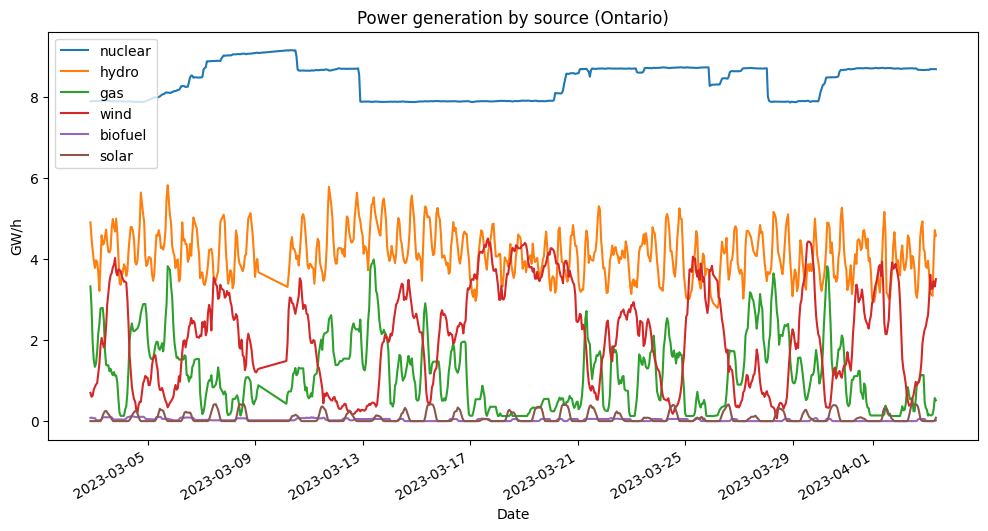 Power generation by source (Ontario)
nuclear
hydro
gas
wind
biofuel
solar
GW/h
8
6
4
2
0
2023-03-05
2023-03-09
2023-03-13
2023-03-17
2023-03-21
2023-03-25
2023-03-29
2023-04-01
Date